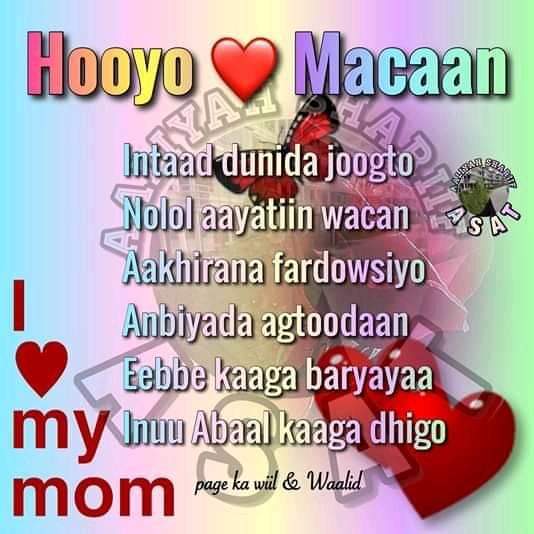 Hooyo ❤ Macaan
Intaad dunida joogto
Nolol aayatiin wacan
Aakhirana fardowsiyo
Anbiyada agtoodaan
Eebbe kaaga baryayaa
Inuu Abaal kaaga dhigo
I
♥
my
mom
page ka wiil & Waalid
AALIYAH SHARIIF
ASAT